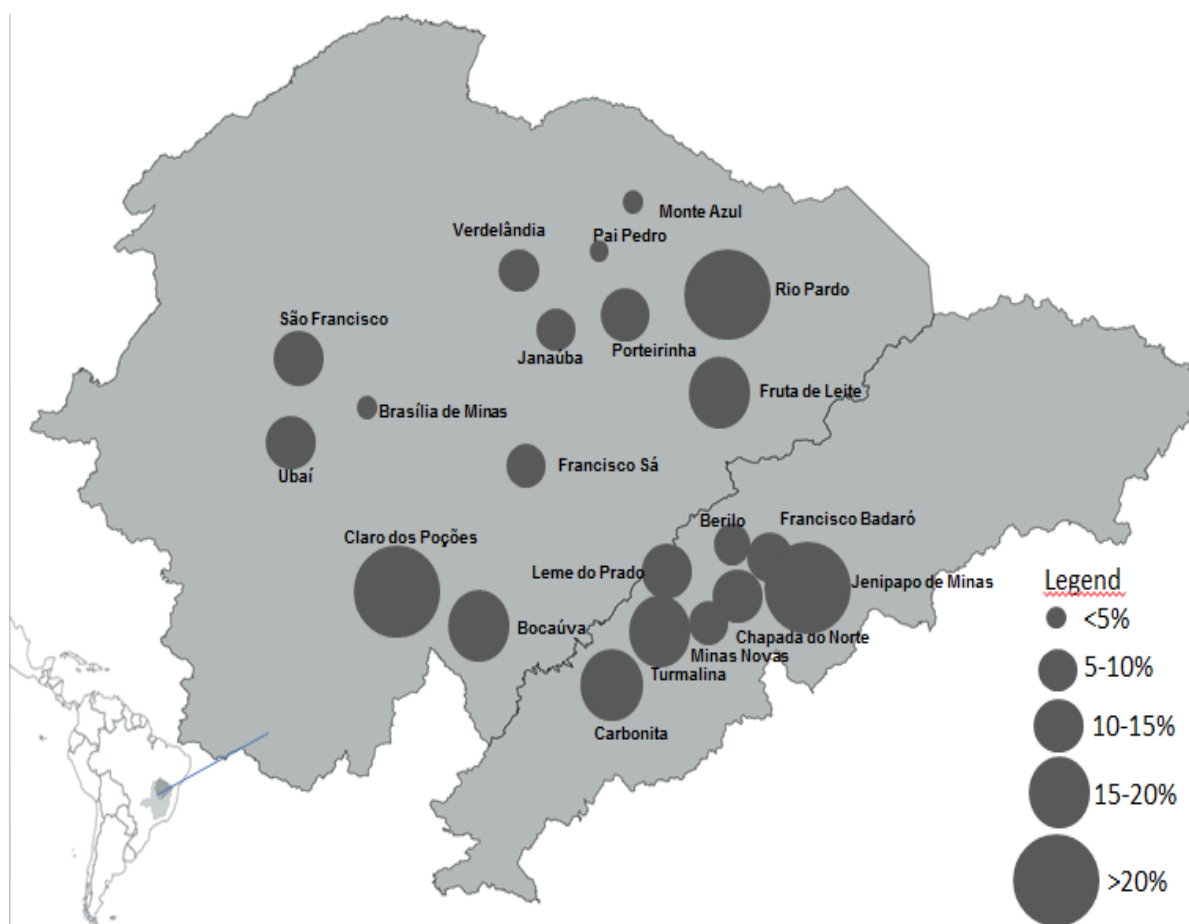 Monte Azul
Verdelândia
Pai Pedro
Rio Pardo
São Francisco
Janaúba
Porteirinha
Fruta de Leite
Brasília de Minas
Ubaí
Francisco Sá
Claro dos Poções
Berilo
Francisco Badaró
Leme do Prado
Jenipapo de Minas
Bocaúva
Chapada do Norte
Minas Novas
Turmalina
Carbonita
Legend
<5%
5-10%
10-15%
15-20%
>20%